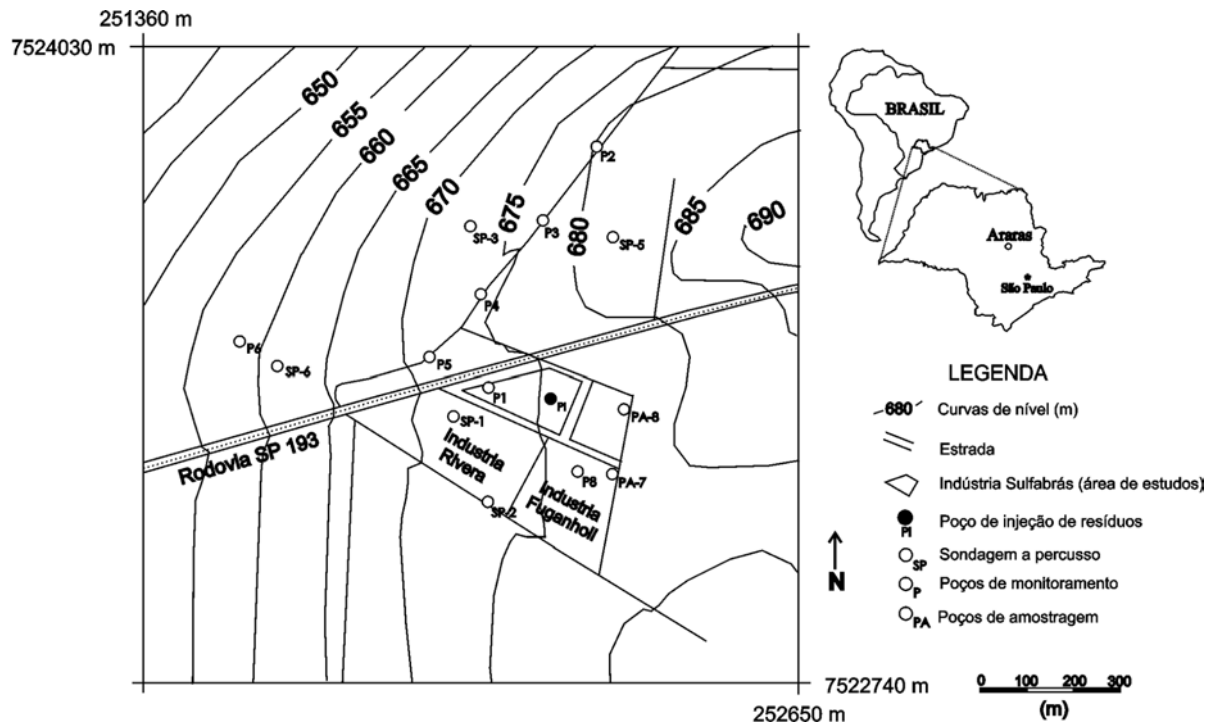 251360 m
7524030 m
650
655
660
665
670
675
680
685
690
P2
P3
SP-3
SP-5
P4
P6
SP-6
P5
P1
PI
PA-8
SP-1
Rodovia SP 193
Industria
Rivera
P8
PA-7
SP-2
Industria
Fuganholi
7522740 m
252650 m
BRASIL
Araras
São Paulo
N
LEGENDA
680
Curvas de nível (m)
Estrada
Indústria Sulfabrás (área de estudos)
PI
Poço de injeção de resíduos
SP
Sondagem a percusso
P
Poços de monitoramento
PA
Poços de amostragem
0 100 200 300
(m)